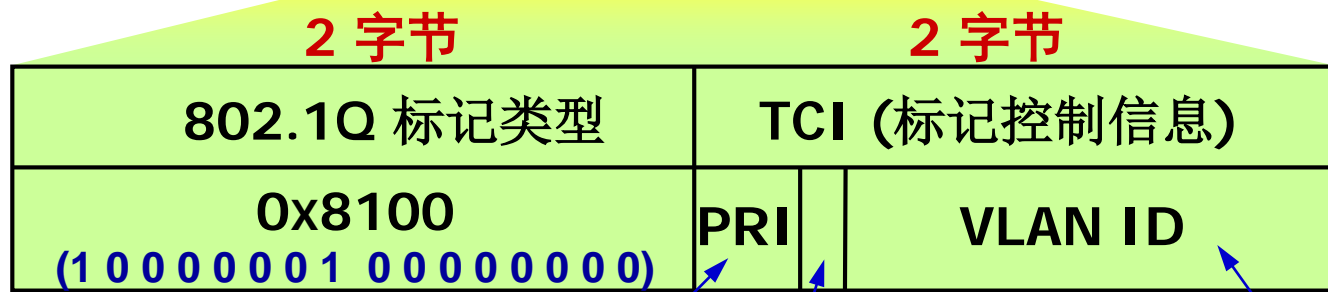 2 字节 2 字节
802.1Q 标记类型 TCI (标记控制信息)
0x8100 PRI VLAN ID
(1 0 0 0 0 0 0 1 0 0 0 0 0 0 0 0)